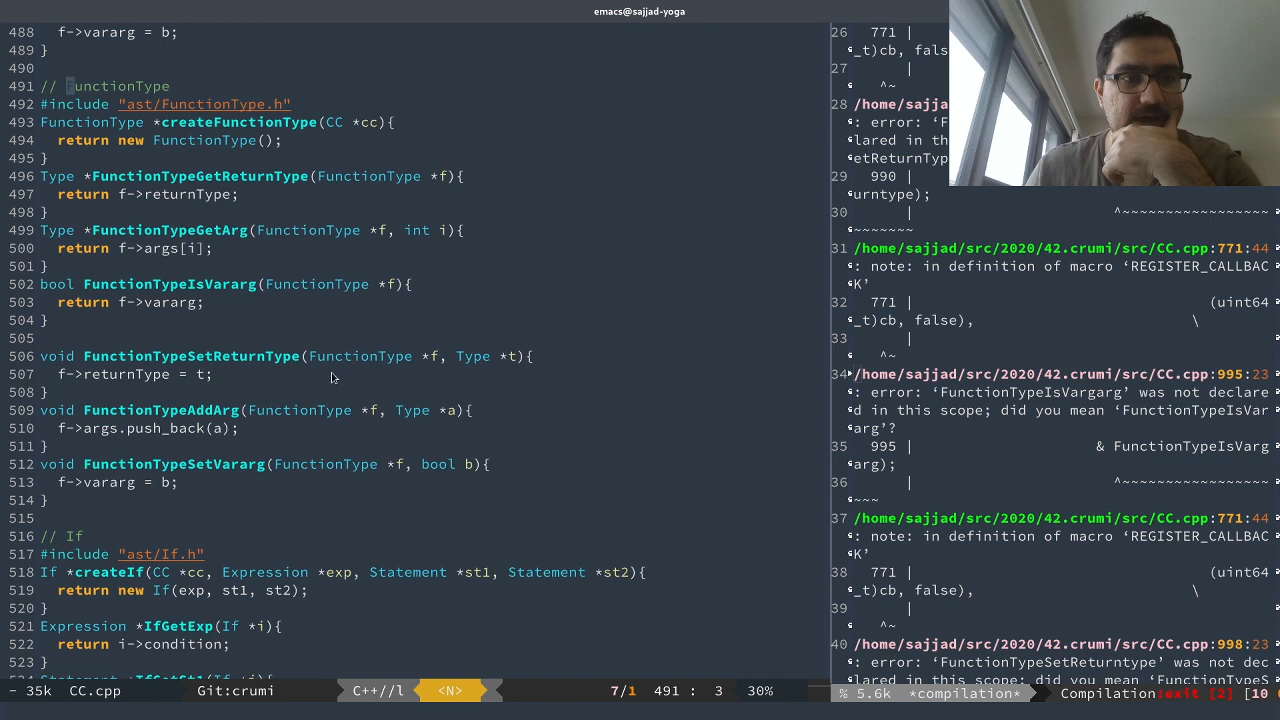 emacs@sajjad-yoga
488 f->vararg = b;
489 }
490
491 // FunctionType
492 #include "ast/FunctionType.h"
493 FunctionType *createFunctionType(CC *cc){
494 return new FunctionType();
495 }
496 Type *FunctionTypeGetReturnType(FunctionType *f){
497 return f->returnType;
498 }
499 Type *FunctionTypeGetArg(FunctionType *f, int i){
500 return f->args[i];
501 }
502 bool FunctionTypeIsVararg(FunctionType *f){
503 return f->vararg;
504 }
505
506 void FunctionTypeSetReturnType(FunctionType *f, Type *t){
507 f->returnType = t;
508 }
509 void FunctionTypeAddArg(FunctionType *f, Type *a){
510 f->args.push_back(a);
511 }
512 void FunctionTypeSetVararg(FunctionType *f, bool b){
513 f->vararg = b;
514 }
515
516 // If
517 #include "ast/If.h"
518 If *createIf(CC *cc, Expression *exp, Statement *st1, Statement *st2){
519 return new If(exp, st1, st2);
520 }
521 Expression *IfGetExp(If *i){
522 return i->condition;
523 }
- 35k CC.cpp Git:crumi C++//l <N> 7/1 491 : 3 30%
26 771 |
_t)cb, fals
27 |
^~
28 /home/sajjad/
: error: ‘F
lared in th
etReturnTyp
29 990 |
urntype);
30 | ^~~~~~~~~~~~~~~~~~
~~~~~~~
31 /home/sajjad/src/2020/42.crumi/src/CC.cpp:771:44
: note: in definition of macro ‘REGISTER_CALLBAC
K’
32 771 | (uint64
_t)cb, false), \
33 |
^~
34 /home/sajjad/src/2020/42.crumi/src/CC.cpp:995:23
: error: ‘FunctionTypeIsVargarg’ was not declare
d in this scope; did you mean ‘FunctionTypeIsVar
arg’?
35 995 & FunctionTypeIsVarg
arg);
36 | ^~~~~~~~~~~~~~~~~~
~~~
37 /home/sajjad/src/2020/42.crumi/src/CC.cpp:771:44
: note: in definition of macro ‘REGISTER_CALLBAC
K’
38 771 | (uint64
_t)cb, false), \
39 |
^~
40 /home/sajjad/src/2020/42.crumi/src/CC.cpp:998:23
: error: ‘FunctionTypeSetReturntype’ was not dec
lared in this scope; did you mean ‘FunctionTypeS
% 5.6k *compilation* Compilation:exit [2] [10